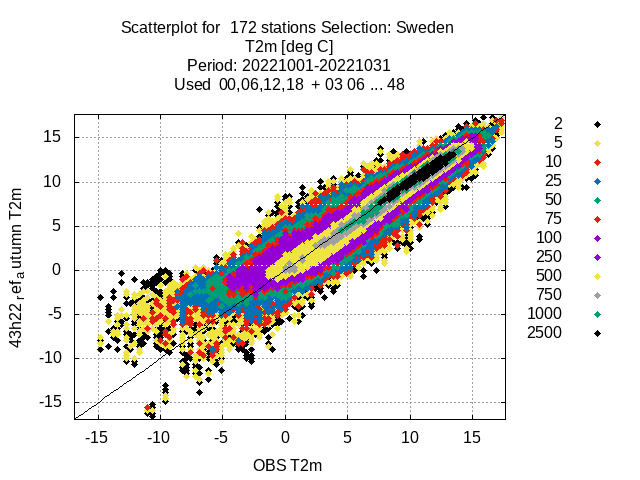 Scatterplot for 172 stations Selection: Sweden
T2m [deg C]
Period: 20221001-20221031
Used 00,06,12,18 + 03 06 ... 48
43h22_ref_autumn T2m
15
10
5
0
-5
-10
-15
-15 -10 -5 0 5 10 15
OBS T2m
2
5
10
25
50
75
100
250
500
750
1000
2500